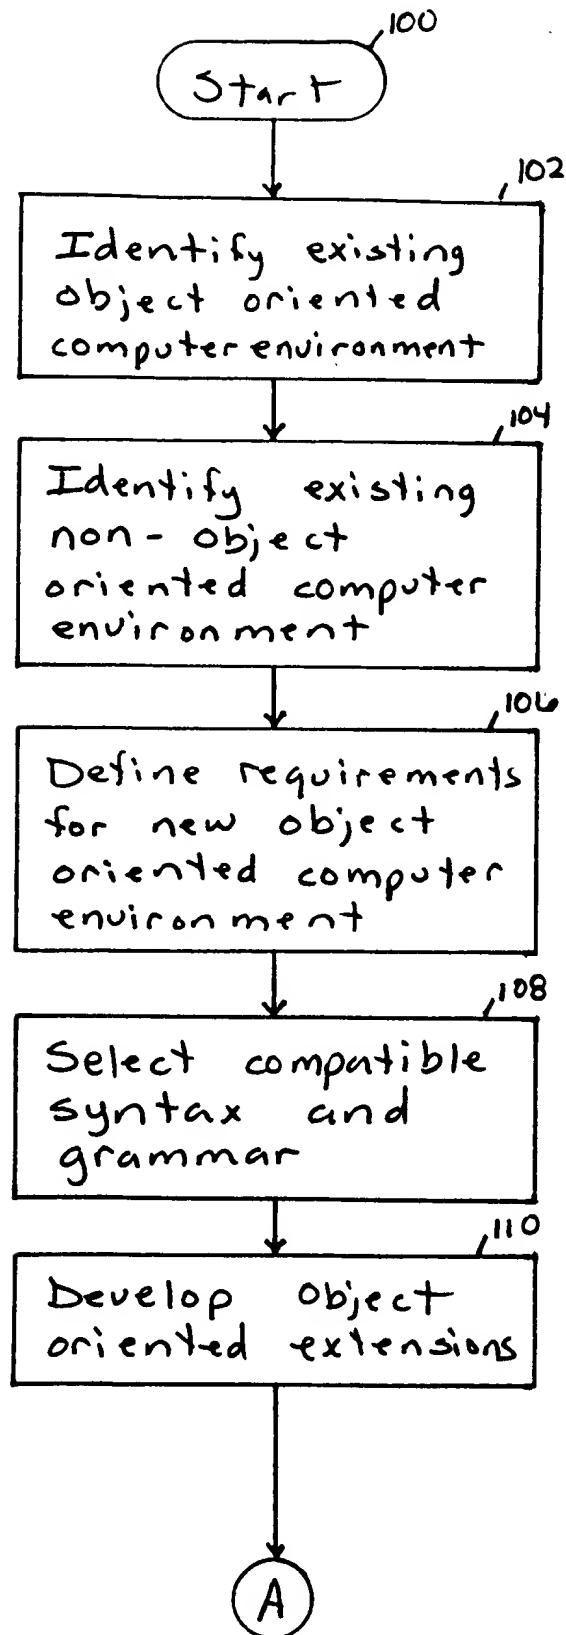 100
Start
102
Identify existing
object oriented
computer environment
104
Identify existing
non-object
oriented computer
environment
106
Define requirements
for new object
oriented computer
environment
108
Select compatible
syntax and
grammar
110
Develop object
oriented extensions
A